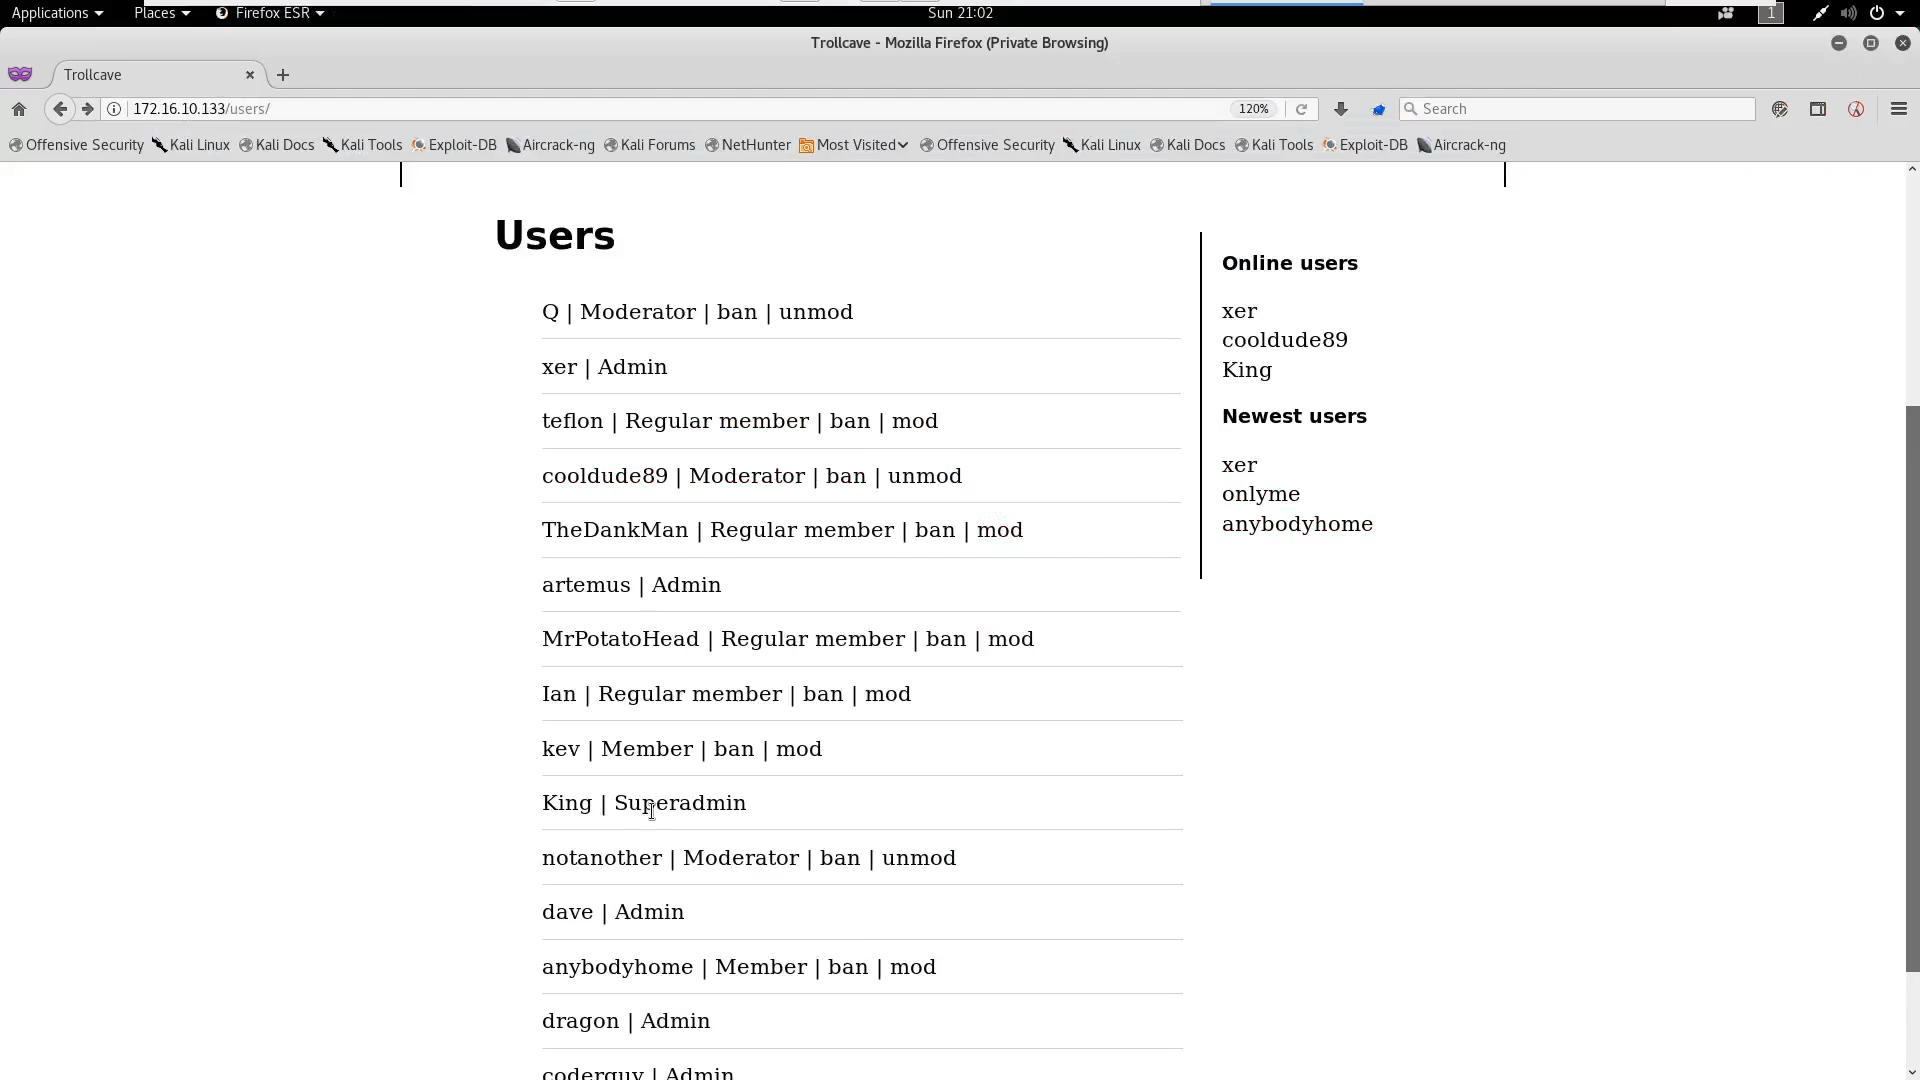 Applications Places Firefox ESR Sun 21:02 1
Trollcave - Mozilla Firefox (Private Browsing)
Trollcave
172.16.10.133/users/ 120% Search
Offensive Security Kali Linux Kali Docs Kali Tools Exploit-DB Aircrack-ng Kali Forums NetHunter Most Visited Offensive Security Kali Linux Kali Docs Kali Tools Exploit-DB Aircrack-ng
Users
Q | Moderator | ban | unmod
xer | Admin
teflon | Regular member | ban | mod
cooldude89 | Moderator | ban | unmod
TheDankMan | Regular member | ban | mod
artemus | Admin
MrPotatoHead | Regular member | ban | mod
Ian | Regular member | ban | mod
kev | Member | ban | mod
King | Superadmin
notanother | Moderator | ban | unmod
dave | Admin
anybodyhome | Member | ban | mod
dragon | Admin
coderguy | Admin
Online users
xer
cooldude89
King
Newest users
xer
onlyme
anybodyhome